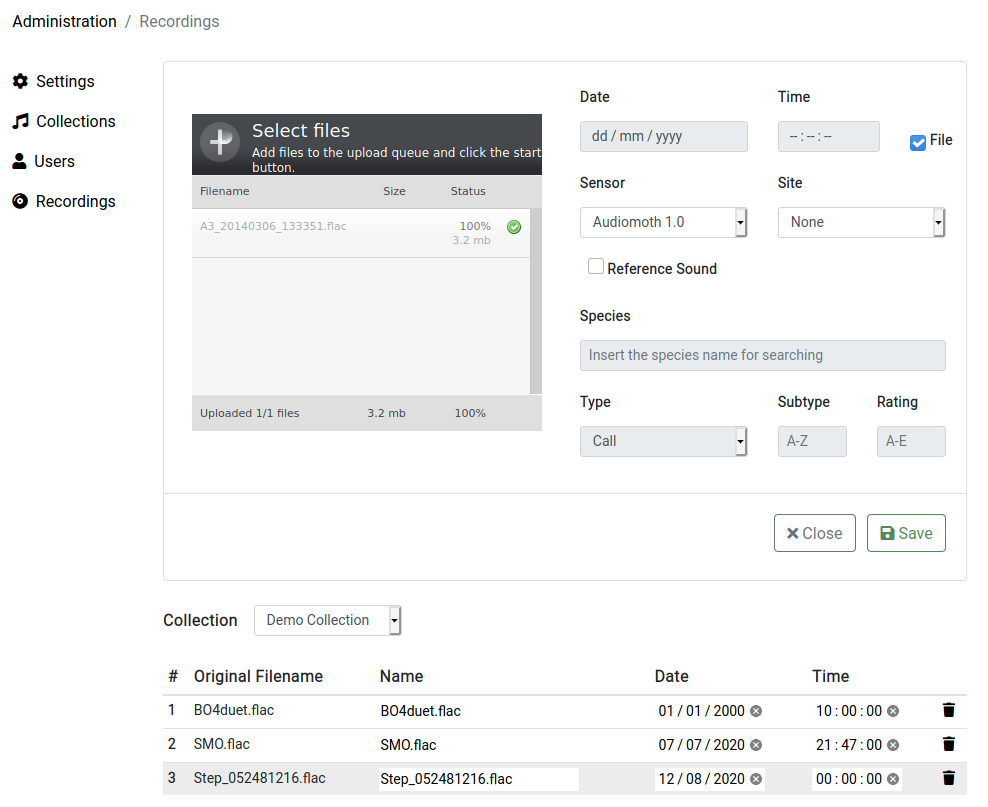 Administration / Recordings
Settings
Collections
Users
Recordings
Select files
Add files to the upload queue and click the start
button.
Filename Size Status
A3_20140306_133351.flac 100%
3.2 mb
Uploaded 1/1 files 3.2 mb 100%
Date Time
dd / mm / yyyy -- : -- : -- File
Sensor Site
Audiomoth 1.0 None
Reference Sound
Species
Insert the species name for searching
Type Subtype Rating
Call A-Z A-E
Close Save
Collection Demo Collection
# Original Filename Name Date Time
1 BO4duet.flac BO4duet.flac 01 / 01 / 2000 10 : 00 : 00
2 SMO.flac SMO.flac 07 / 07 / 2020 21 : 47 : 00
3 Step_052481216.flac Step_052481216.flac 12 / 08 / 2020 00 : 00 : 00